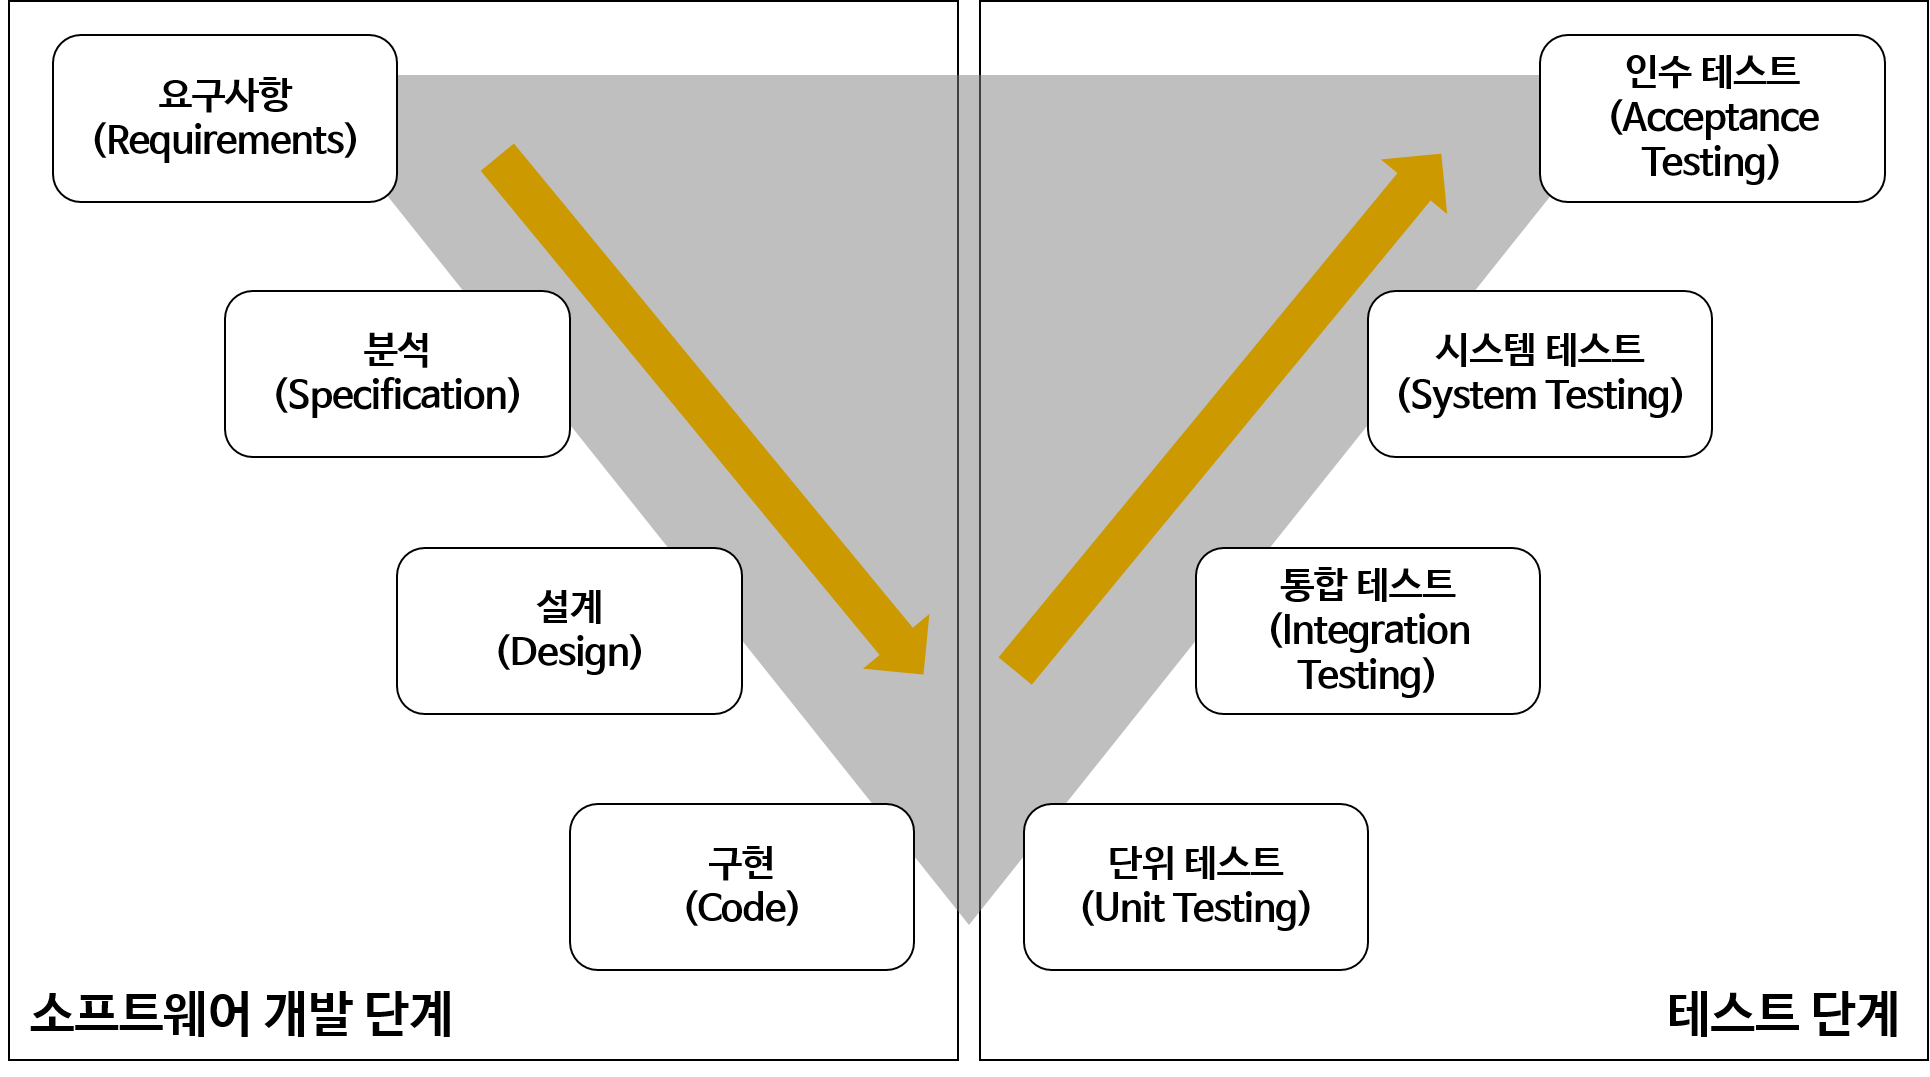 요구사항
(Requirements)
분석
(Specification)
설계
(Design)
구현
(Code)
소프트웨어 개발 단계
인수 테스트
(Acceptance
Testing)
시스템 테스트
(System Testing)
통합 테스트
(Integration
Testing)
단위 테스트
(Unit Testing)
테스트 단계